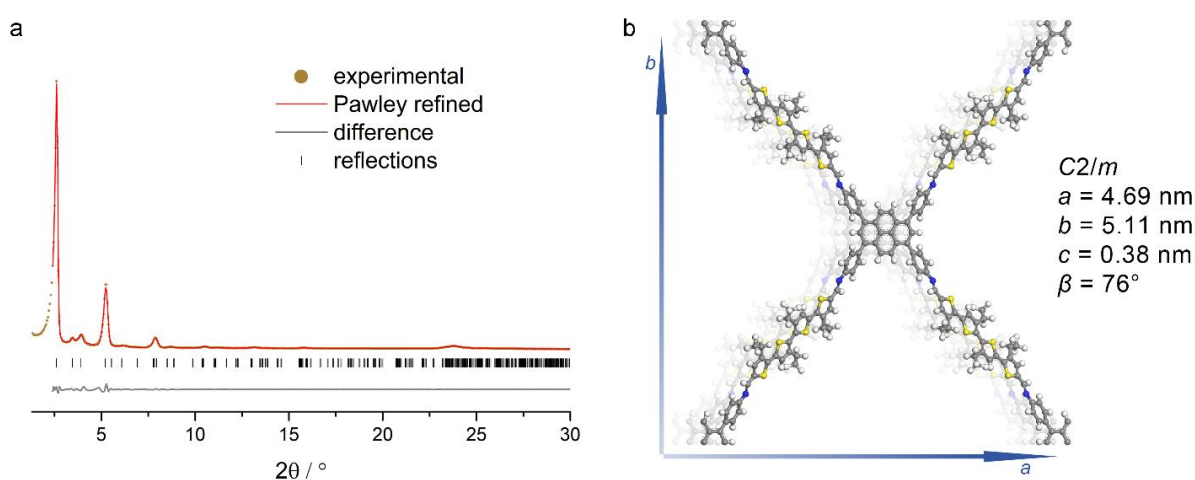 a
experimental
Pawley refined
difference
reflections
5
10
15
20
25
30
2θ / °
b
b
a
C2/m
a = 4.69 nm
b = 5.11 nm
c = 0.38 nm
β = 76°